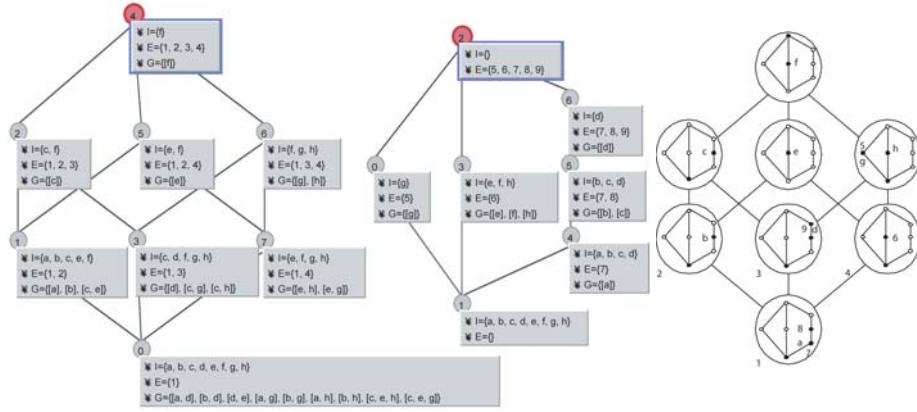 4
I={f}
E={1, 2, 3, 4}
G={[f]}
2
I={c, f}
E={1, 2, 3}
G={[c]}
5
I={e, f}
E={1, 2, 4}
G={[e]}
6
I={f, g, h}
E={1, 3, 4}
G={[g], [h]}
1
I={a, b, c, e, f}
E={1, 2}
G={[a], [b], [c, e]}
3
I={c, d, f, g, h}
E={1, 3}
G={[d], [c, g], [c, h]}
7
I={e, f, g, h}
E={1, 4}
G={[e, h], [e, g]}
0
I={a, b, c, d, e, f, g, h}
E={1}
G={[a, d], [b, d], [d, e], [a, g], [b, g], [a, h], [b, h], [c, e, h], [c, e, g]}
2
I={}
E={5, 6, 7, 8, 9}
6
I={d}
E={7, 8, 9}
G={[d]}
0
I={g}
E={5}
G={[g]}
3
I={e, f, h}
E={6}
G={[e], [f], [h]}
5
I={b, c, d}
E={7, 8}
G={[b], [c]}
4
I={a, b, c, d}
E={7}
G={[a]}
1
I={a, b, c, d, e, f, g, h}
E={}
f
c
e
5
g
h
b
2
9
d
3
6
4
8
a
7
1